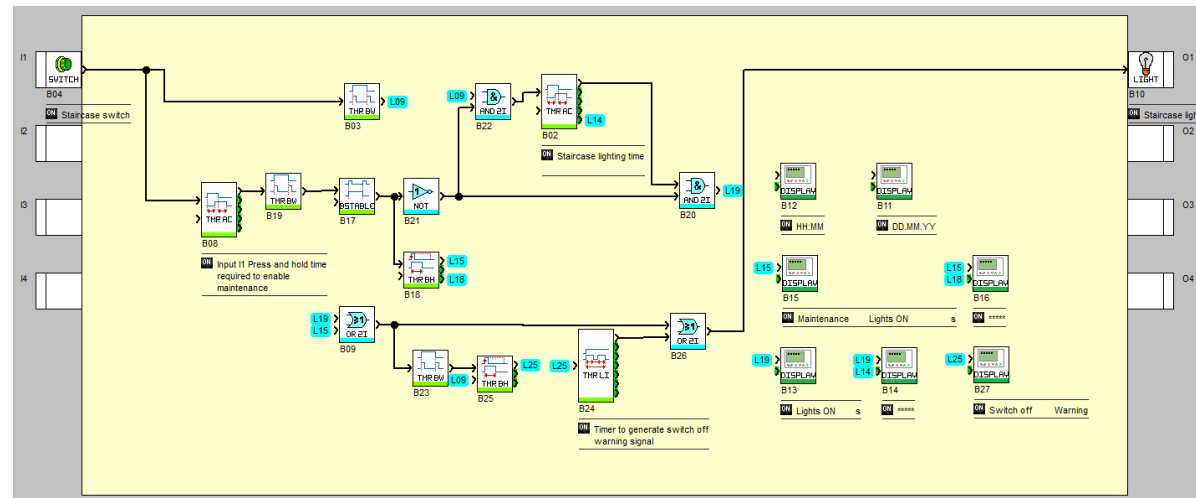 I1
SWITCH
B04
ON Staircase switch
I2
I3
I4
THR BW
L09
B03
L09
&
AND 2I
B22
THR AC
L14
B02
ON Staircase lighting time
THR AC
B08
ON Input I1 Press and hold time
required to enable
maintenance
THR BW
B19
BSTABLE
B17
1
NOT
B21
L15
THR BH
L18
B18
&
AND 2I
L19
B20
L19
L15
≥1
OR 2I
B09
THR BW
B23
L09
THR BH
L25
B25
L25
THR LI
B24
ON Timer to generate switch off
warning signal
≥1
OR 2I
B26
DISPLAY
B12
ON HH:MM
DISPLAY
B11
ON DD.MM.YY
L15
DISPLAY
B15
ON Maintenance Lights ON s
L15
L18
DISPLAY
B16
ON *****
L19
DISPLAY
B13
ON Lights ON s
L19
L14
DISPLAY
B14
ON *****
L25
DISPLAY
B27
ON Switch off Warning
O1
LIGHT
B10
ON Staircase ligh
O2
O3
O4